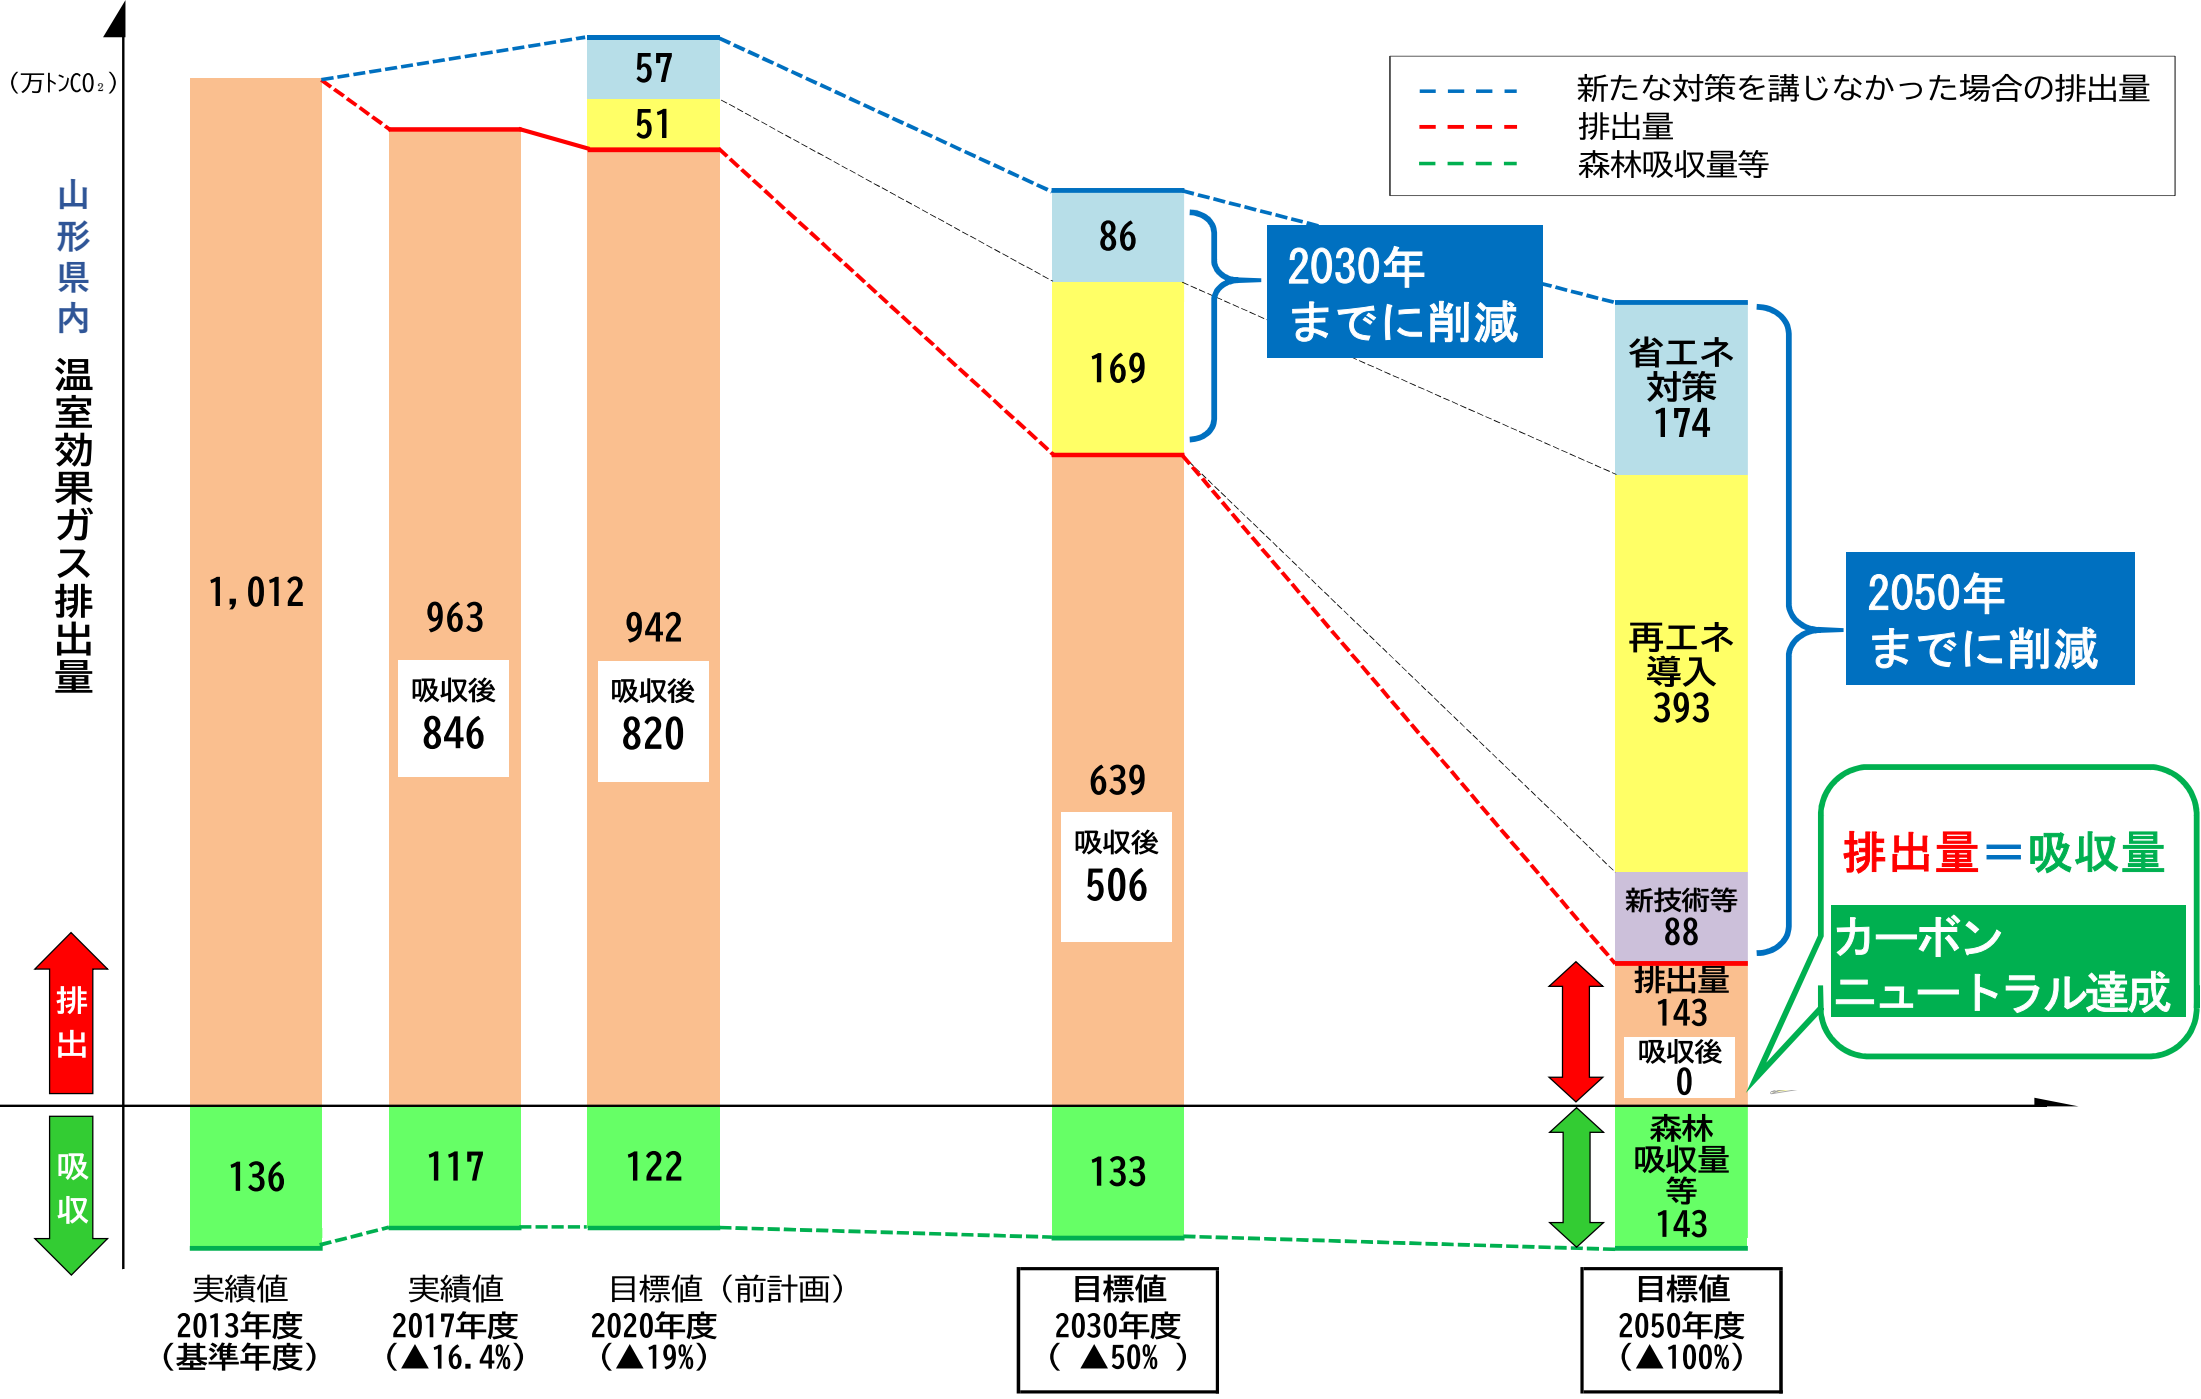 (万トンCO₂)
山形県内
温室効果ガス排出量
新たな対策を講じなかった場合の排出量
排出量
森林吸収量等
57
51
86
169
2030年
までに削減
省エネ
対策
174
1,012
963
吸収後
846
942
吸収後
820
639
吸収後
506
再エネ
導入
393
新技術等
88
2050年
までに削減
排出量=吸収量
カーボン
ニュートラル達成
排出量
143
吸収後
0
排出
吸収
136
117
122
133
森林
吸収量
等
143
実績値
2013年度
(基準年度)
実績値
2017年度
(▲16.4%)
目標値(前計画)
2020年度
(▲19%)
目標値
2030年度
( ▲50% )
目標値
2050年度
(▲100%)